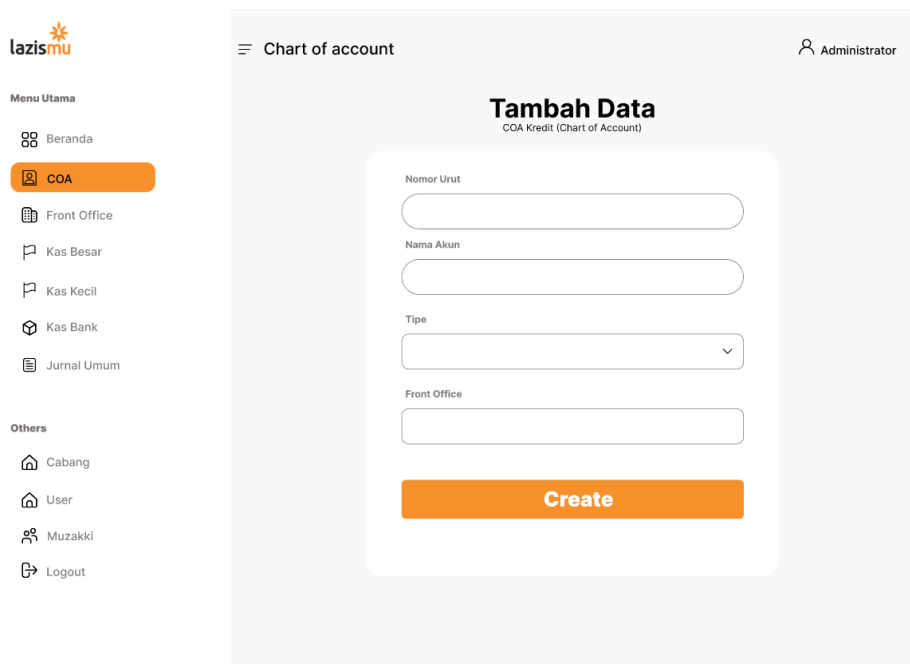 lazismu
Menu Utama
Beranda
COA
Front Office
Kas Besar
Kas Kecil
Kas Bank
Jurnal Umum
Others
Cabang
User
Muzakki
Logout
Chart of account
Administrator
Tambah Data
COA Kredit (Chart of Account)
Nomor Urut
Nama Akun
Tipe
Front Office
Create